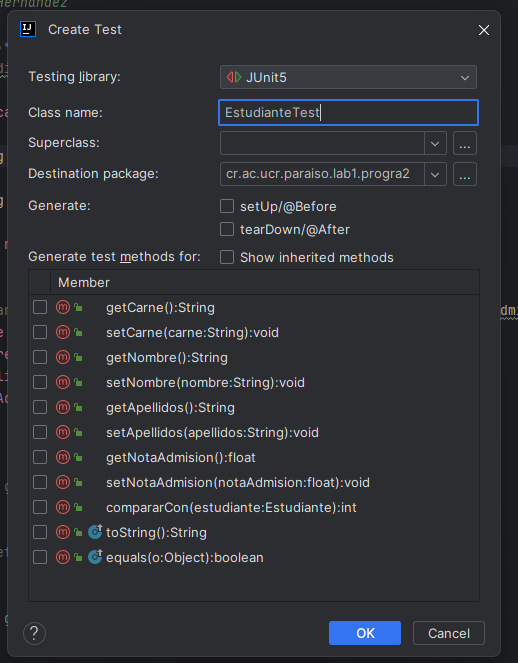 Hernández
IJ Create Test
Testing library: JUnit5
Class name: EstudianteTest
Superclass: ...
Destination package: cr.ac.ucr.paraiso.lab1.progra2 ...
Generate: setUp/@Before
tearDown/@After
Generate test methods for: Show inherited methods
Member
m getCarne():String
m setCarne(carne:String):void
m getNombre():String
m setNombre(nombre:String):void
m getApellidos():String
m setApellidos(apellidos:String):void
m getNotaAdmision():float
m setNotaAdmision(notaAdmision:float):void
m compararCon(estudiante:Estudiante):int
m toString():String
m equals(o:Object):boolean
? OK Cancel